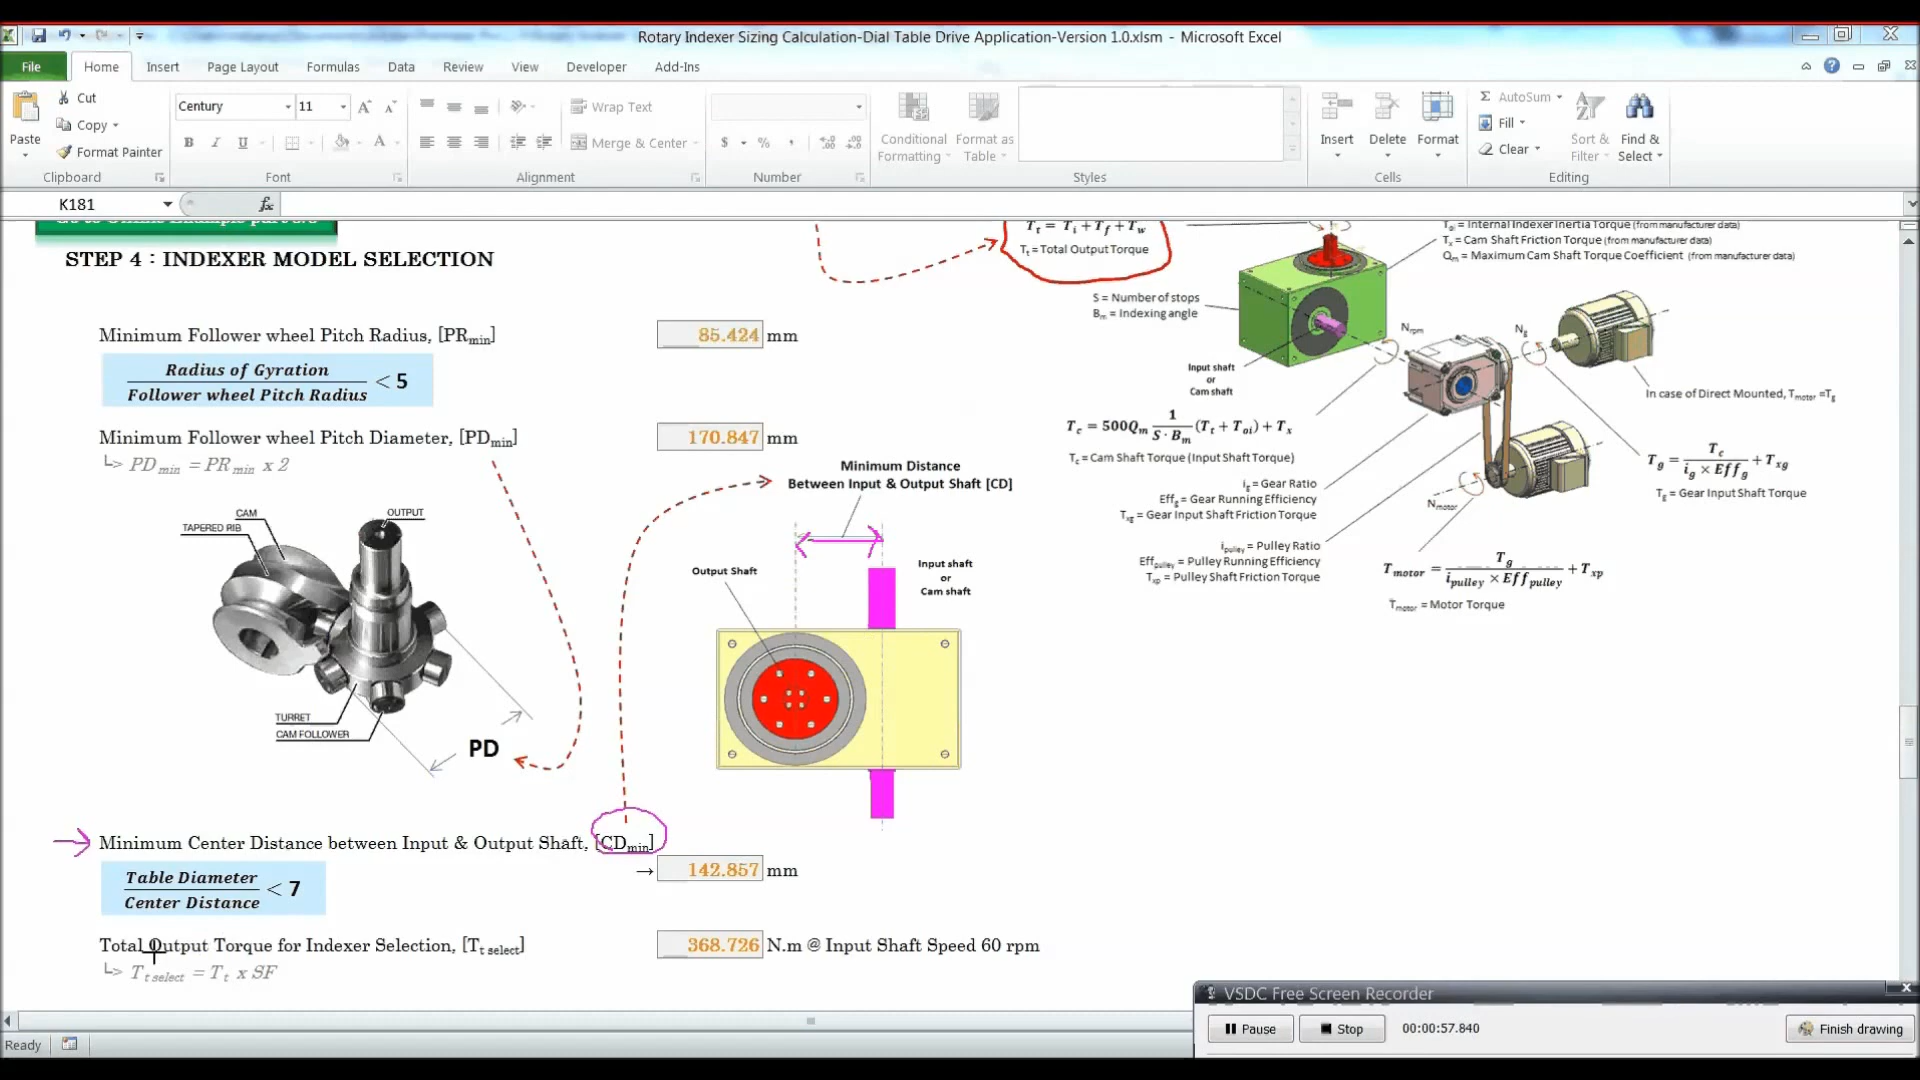 Rotary Indexer Sizing Calculation-Dial Table Drive Application-Version 1.0.xlsm - Microsoft Excel
File Home Insert Page Layout Formulas Data Review View Developer Add-Ins
Paste
Cut
Copy
Format Painter
Clipboard
Century 11
B I U
Font
Wrap Text
Merge & Center
Alignment
$ % ,
Number
Conditional Formatting
Format as Table
Styles
Insert Delete Format
Cells
Σ AutoSum
Fill
Clear
Sort & Filter
Find & Select
Editing
K181
fx
STEP 4 : INDEXER MODEL SELECTION
Minimum Follower wheel Pitch Radius, [PRmin] 85.424 mm
Radius of Gyration
Follower wheel Pitch Radius
< 5
Minimum Follower wheel Pitch Diameter, [PDmin] 170.847 mm
PDmin = PRmin x 2
CAM
TAPERED RIB
OUTPUT
TURRET
CAM FOLLOWER
PD
Minimum Distance
Between Input & Output Shaft [CD]
Output Shaft
Input shaft
or
Cam shaft
Minimum Center Distance between Input & Output Shaft, [CDmin]
→ 142.857 mm
Table Diameter
Center Distance
< 7
Total Output Torque for Indexer Selection, [Tt select] 368.726 N.m @ Input Shaft Speed 60 rpm
Tt select = Tt x SF
Tt = Ti + Tf + Tw
Tt = Total Output Torque
Toi = Internal Indexer Inertia Torque (from manufacturer data)
Tx = Cam Shaft Friction Torque (from manufacturer data)
Qm = Maximum Cam Shaft Torque Coefficient (from manufacturer data)
S = Number of stops
Bm = Indexing angle
Input shaft
or
Cam shaft
Nrpm
Ng
In case of Direct Mounted, Tmotor =Tg
Tc = 500Qm 1 / S · Bm (Tt + Toi) + Tx
Tc = Cam Shaft Torque (Input Shaft Torque)
ig = Gear Ratio
Effg = Gear Running Efficiency
Txg = Gear Input Shaft Friction Torque
Tg = Tc / ig × Effg + Txg
Tg = Gear Input Shaft Torque
Nmotor
ipulley = Pulley Ratio
Effpulley = Pulley Running Efficiency
Txp = Pulley Shaft Friction Torque
Tmotor = Tg / ipulley × Effpulley + Txp
Tmotor = Motor Torque
VSDC Free Screen Recorder
Pause Stop 00:00:57.840 Finish drawing
Ready